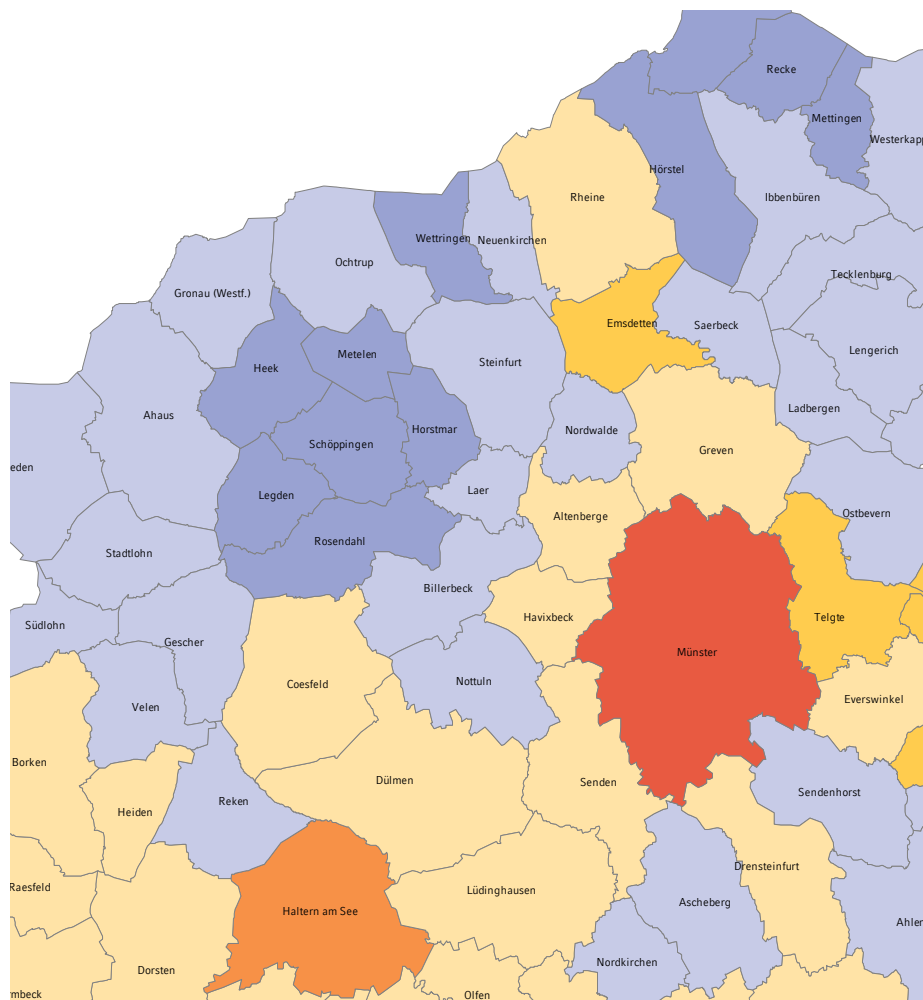 Recke
Mettingen
Westerkap
Hörstel
Rheine
Ibbenbüren
Wettringen
Neuenkirchen
Ochtrup
Tecklenburg
Gronau (Westf.)
Emsdetten
Saerbeck
Metelen
Lengerich
Steinfurt
Heek
Ladbergen
Ahaus
Horstmar
Nordwalde
Schöppingen
Greven
eden
Laer
Legden
Ostbevern
Altenberge
Rosendahl
Stadtlohn
Billerbeck
Havixbeck
Telgte
Südlohn
Gescher
Münster
Nottuln
Coesfeld
Everswinkel
Velen
Borken
Dülmen
Senden
Sendenhorst
Reken
Heiden
Drensteinfurt
Raesfeld
Lüdinghausen
Ascheberg
Haltern am See
Ahler
Nordkirchen
Dorsten
Olfen
mbeck